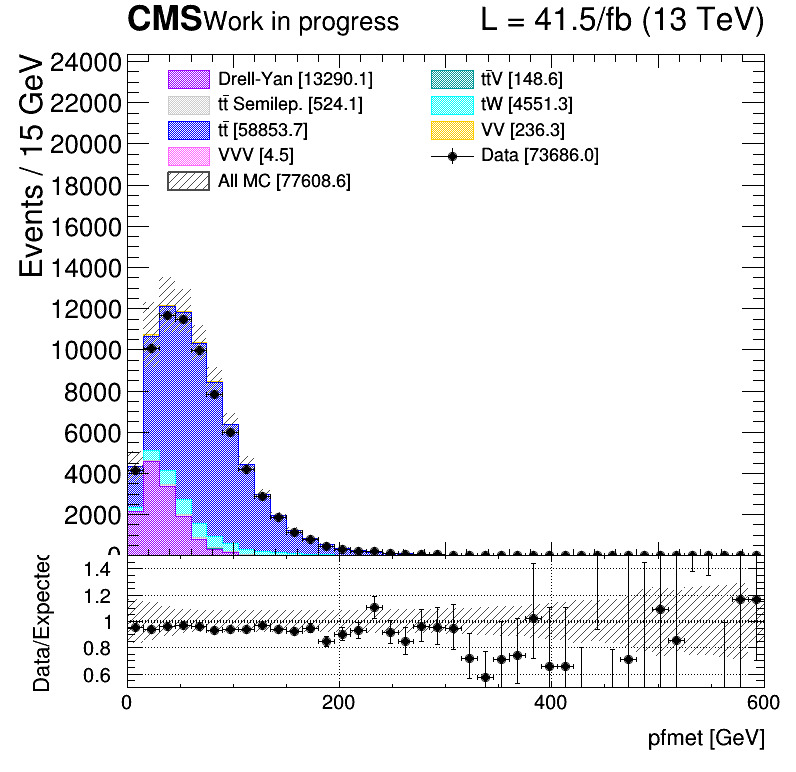 CMS Work in progress L = 41.5/fb (13 TeV)
Events / 15 GeV
24000
22000
20000
18000
16000
14000
12000
10000
8000
6000
4000
2000
0
Drell-Yan [13290.1]
tt̄ Semilep. [524.1]
tt̄ [58853.7]
VVV [4.5]
All MC [77608.6]
tt̄V [148.6]
tW [4551.3]
VV [236.3]
Data [73686.0]
Data/Expected
1.4
1.2
1
0.8
0.6
0 200 400 600
pfmet [GeV]